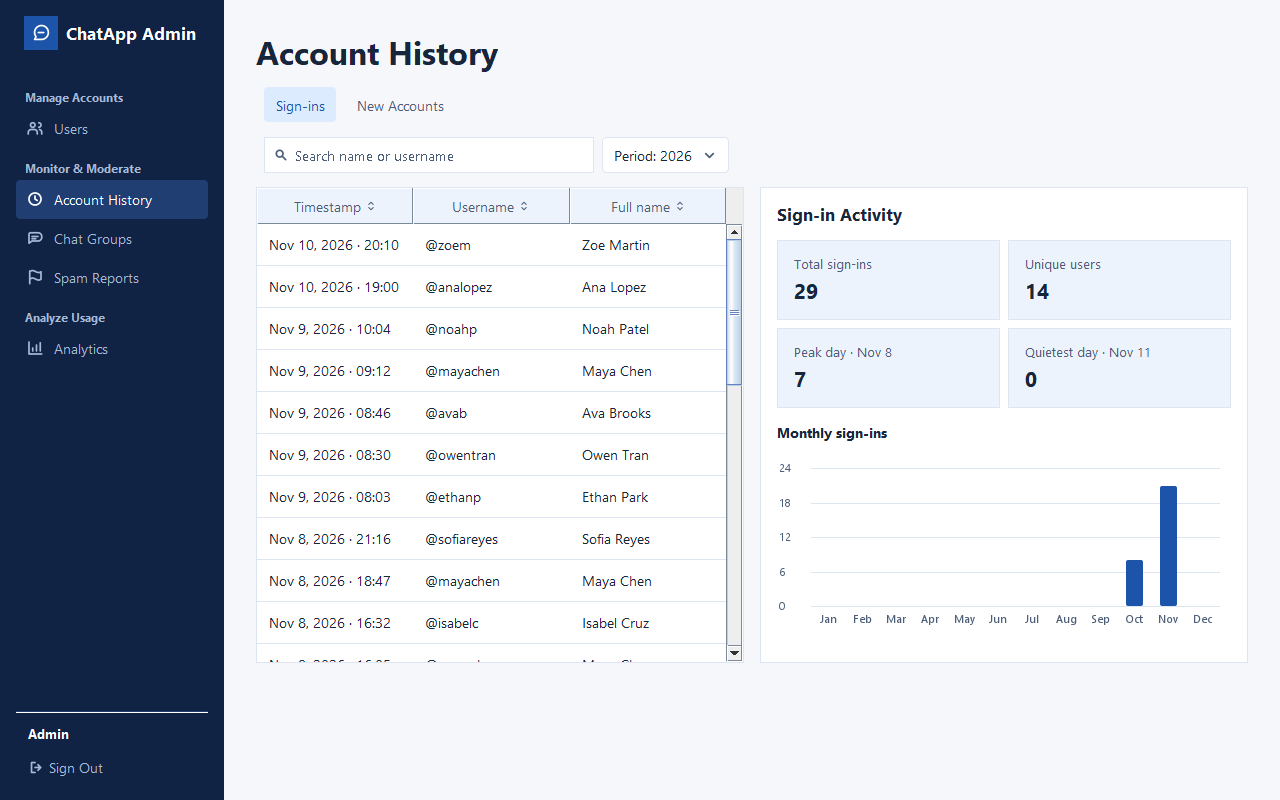 ChatApp Admin
Manage Accounts
Users
Monitor & Moderate
Account History
Chat Groups
Spam Reports
Analyze Usage
Analytics
Admin
Sign Out
Account History
Sign-ins New Accounts
Search name or username Period: 2026
Timestamp Username Full name
Nov 10, 2026 · 20:10 @zoem Zoe Martin
Nov 10, 2026 · 19:00 @analopez Ana Lopez
Nov 9, 2026 · 10:04 @noahp Noah Patel
Nov 9, 2026 · 09:12 @mayachen Maya Chen
Nov 9, 2026 · 08:46 @avab Ava Brooks
Nov 9, 2026 · 08:30 @owentran Owen Tran
Nov 9, 2026 · 08:03 @ethanp Ethan Park
Nov 8, 2026 · 21:16 @sofiareyes Sofia Reyes
Nov 8, 2026 · 18:47 @mayachen Maya Chen
Nov 8, 2026 · 16:32 @isabelc Isabel Cruz
Sign-in Activity
Total sign-ins
29
Unique users
14
Peak day · Nov 8
7
Quietest day · Nov 11
0
Monthly sign-ins
24
18
12
6
0
Jan Feb Mar Apr May Jun Jul Aug Sep Oct Nov Dec